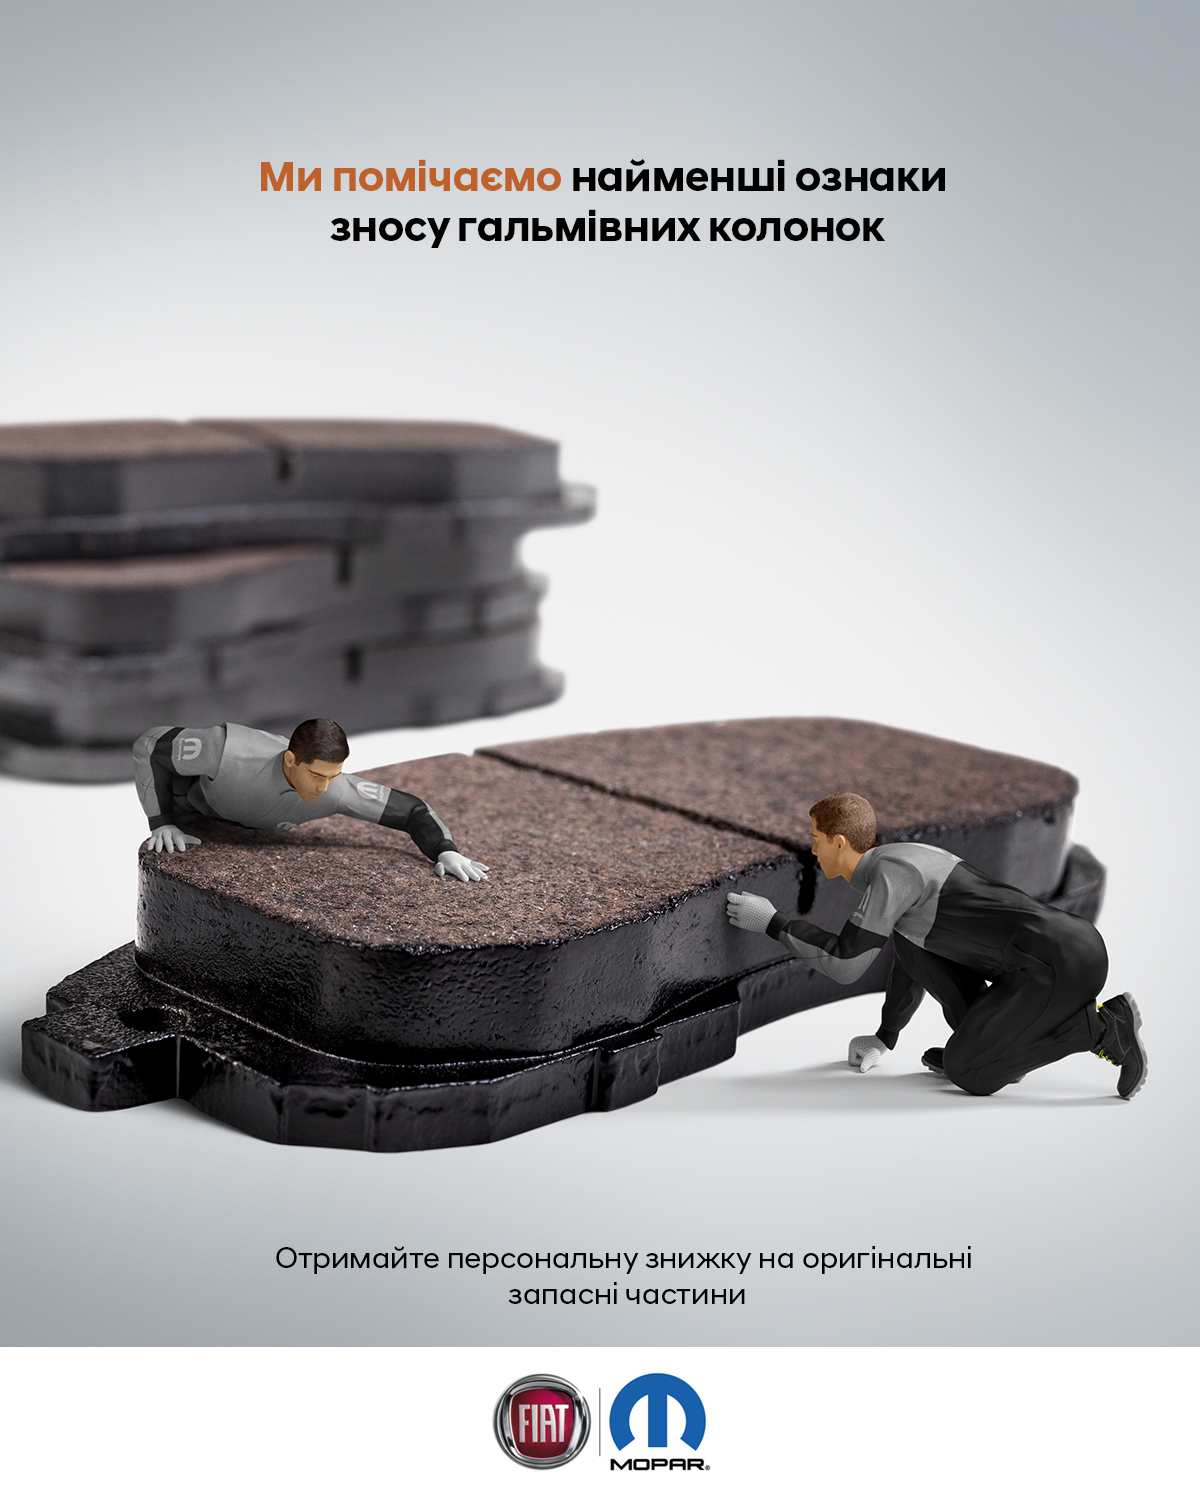 Ми помічаємо найменші ознаки
зносу гальмівних колонок
Отримайте персональну знижку на оригінальні
запасні частини
FIAT
MOPAR®